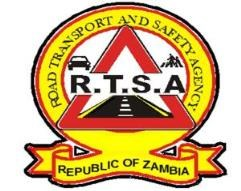 ROAD TRANSPORT AND SAFETY AGENCY
R.T.S.A
REPUBLIC OF ZAMBIA